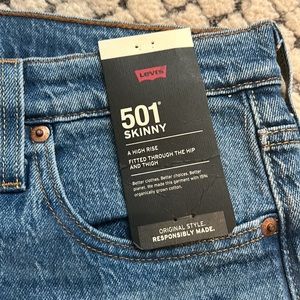 Levi's
501®
SKINNY
A HIGH RISE
FITTED THROUGH THE HIP
AND THIGH
Better clothes. Better choices. Better
planet. We made this garment with 15%
organically grown cotton.
ORIGINAL STYLE.
RESPONSIBLY MADE.